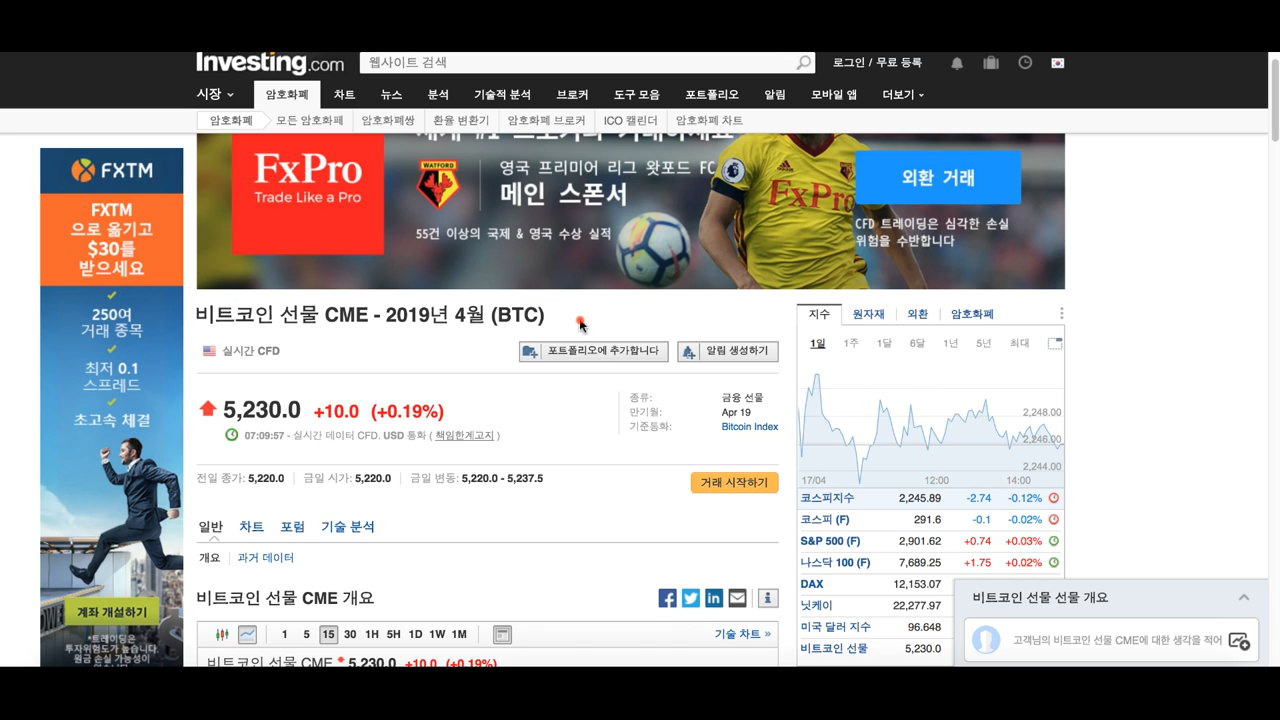 Investing.com
웹사이트 검색
로그인 / 무료 등록
시장
암호화폐
차트
뉴스
분석
기술적 분석
브로커
도구 모음
포트폴리오
알림
모바일 앱
더보기
암호화폐
모든 암호화폐
암호화폐쌍
환율 변환기
암호화폐 브로커
ICO 캘린더
암호화폐 차트
FXTM
FXTM
으로 옮기고
$30를
받으세요
250여
거래 종목
최저 0.1
스프레드
초고속 체결
계좌 개설하기
*트레이딩은
투자위험도가 높습니다.
원금 손실 가능성이
FxPro
Trade Like a Pro
WATFORD
영국 프리미어 리그 왓포드 FC
메인 스폰서
55건 이상의 국제 & 영국 수상 실적
FxPro
외환 거래
CFD 트레이딩은 심각한 손실
위험을 수반합니다
비트코인 선물 CME - 2019년 4월 (BTC)
실시간 CFD
포트폴리오에 추가합니다
알림 생성하기
5,230.0 +10.0 (+0.19%)
07:09:57 - 실시간 데이터 CFD. USD 통화 ( 책임한계고지 )
종류: 금융 선물
만기월: Apr 19
기준통화: Bitcoin Index
전일 종가: 5,220.0
금일 시가: 5,220.0
금일 변동: 5,220.0 - 5,237.5
거래 시작하기
일반
차트
포럼
기술 분석
개요
과거 데이터
비트코인 선물 CME 개요
1 5 15 30 1H 5H 1D 1W 1M
기술 차트 »
비트코인 선물 CME 5,230.0 +10.0 (+0.19%)
지수
원자재
외환
암호화폐
1일 1주 1달 6달 1년 5년 최대
2,248.00
2,246.00
2,244.00
17/04 12:00 14:00
코스피지수 2,245.89 -2.74 -0.12%
코스피 (F) 291.6 -0.1 -0.02%
S&P 500 (F) 2,901.62 +0.74 +0.03%
나스닥 100 (F) 7,689.25 +1.75 +0.02%
DAX 12,153.07
닛케이 22,277.97
미국 달러 지수 96.648
비트코인 선물 5,230.0
비트코인 선물 선물 개요
고객님의 비트코인 선물 CME에 대한 생각을 적어